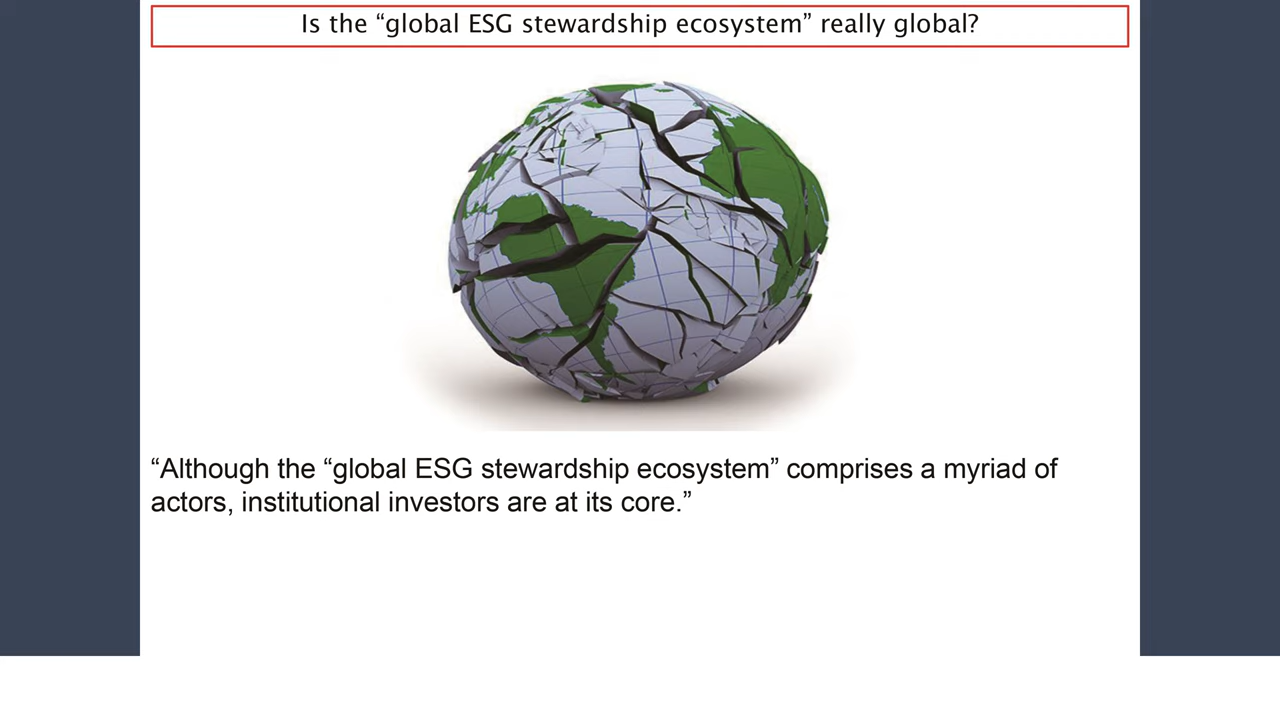 Is the “global ESG stewardship ecosystem” really global?
“Although the “global ESG stewardship ecosystem” comprises a myriad of
actors, institutional investors are at its core.”